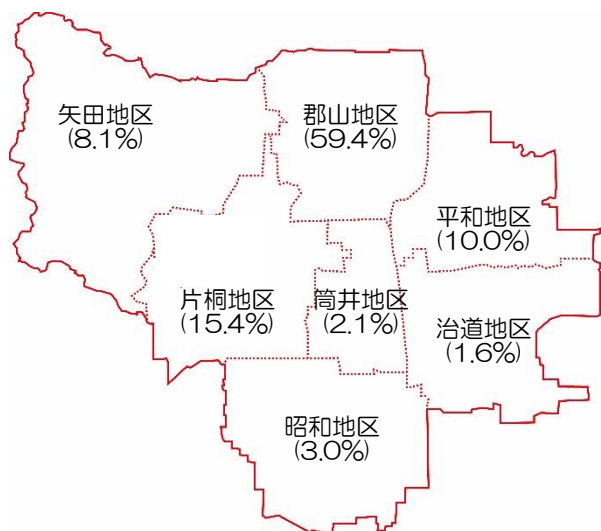 矢田地区
(8.1%)
郡山地区
(59.4%)
平和地区
(10.0%)
片桐地区
(15.4%)
筒井地区
(2.1%)
治道地区
(1.6%)
昭和地区
(3.0%)